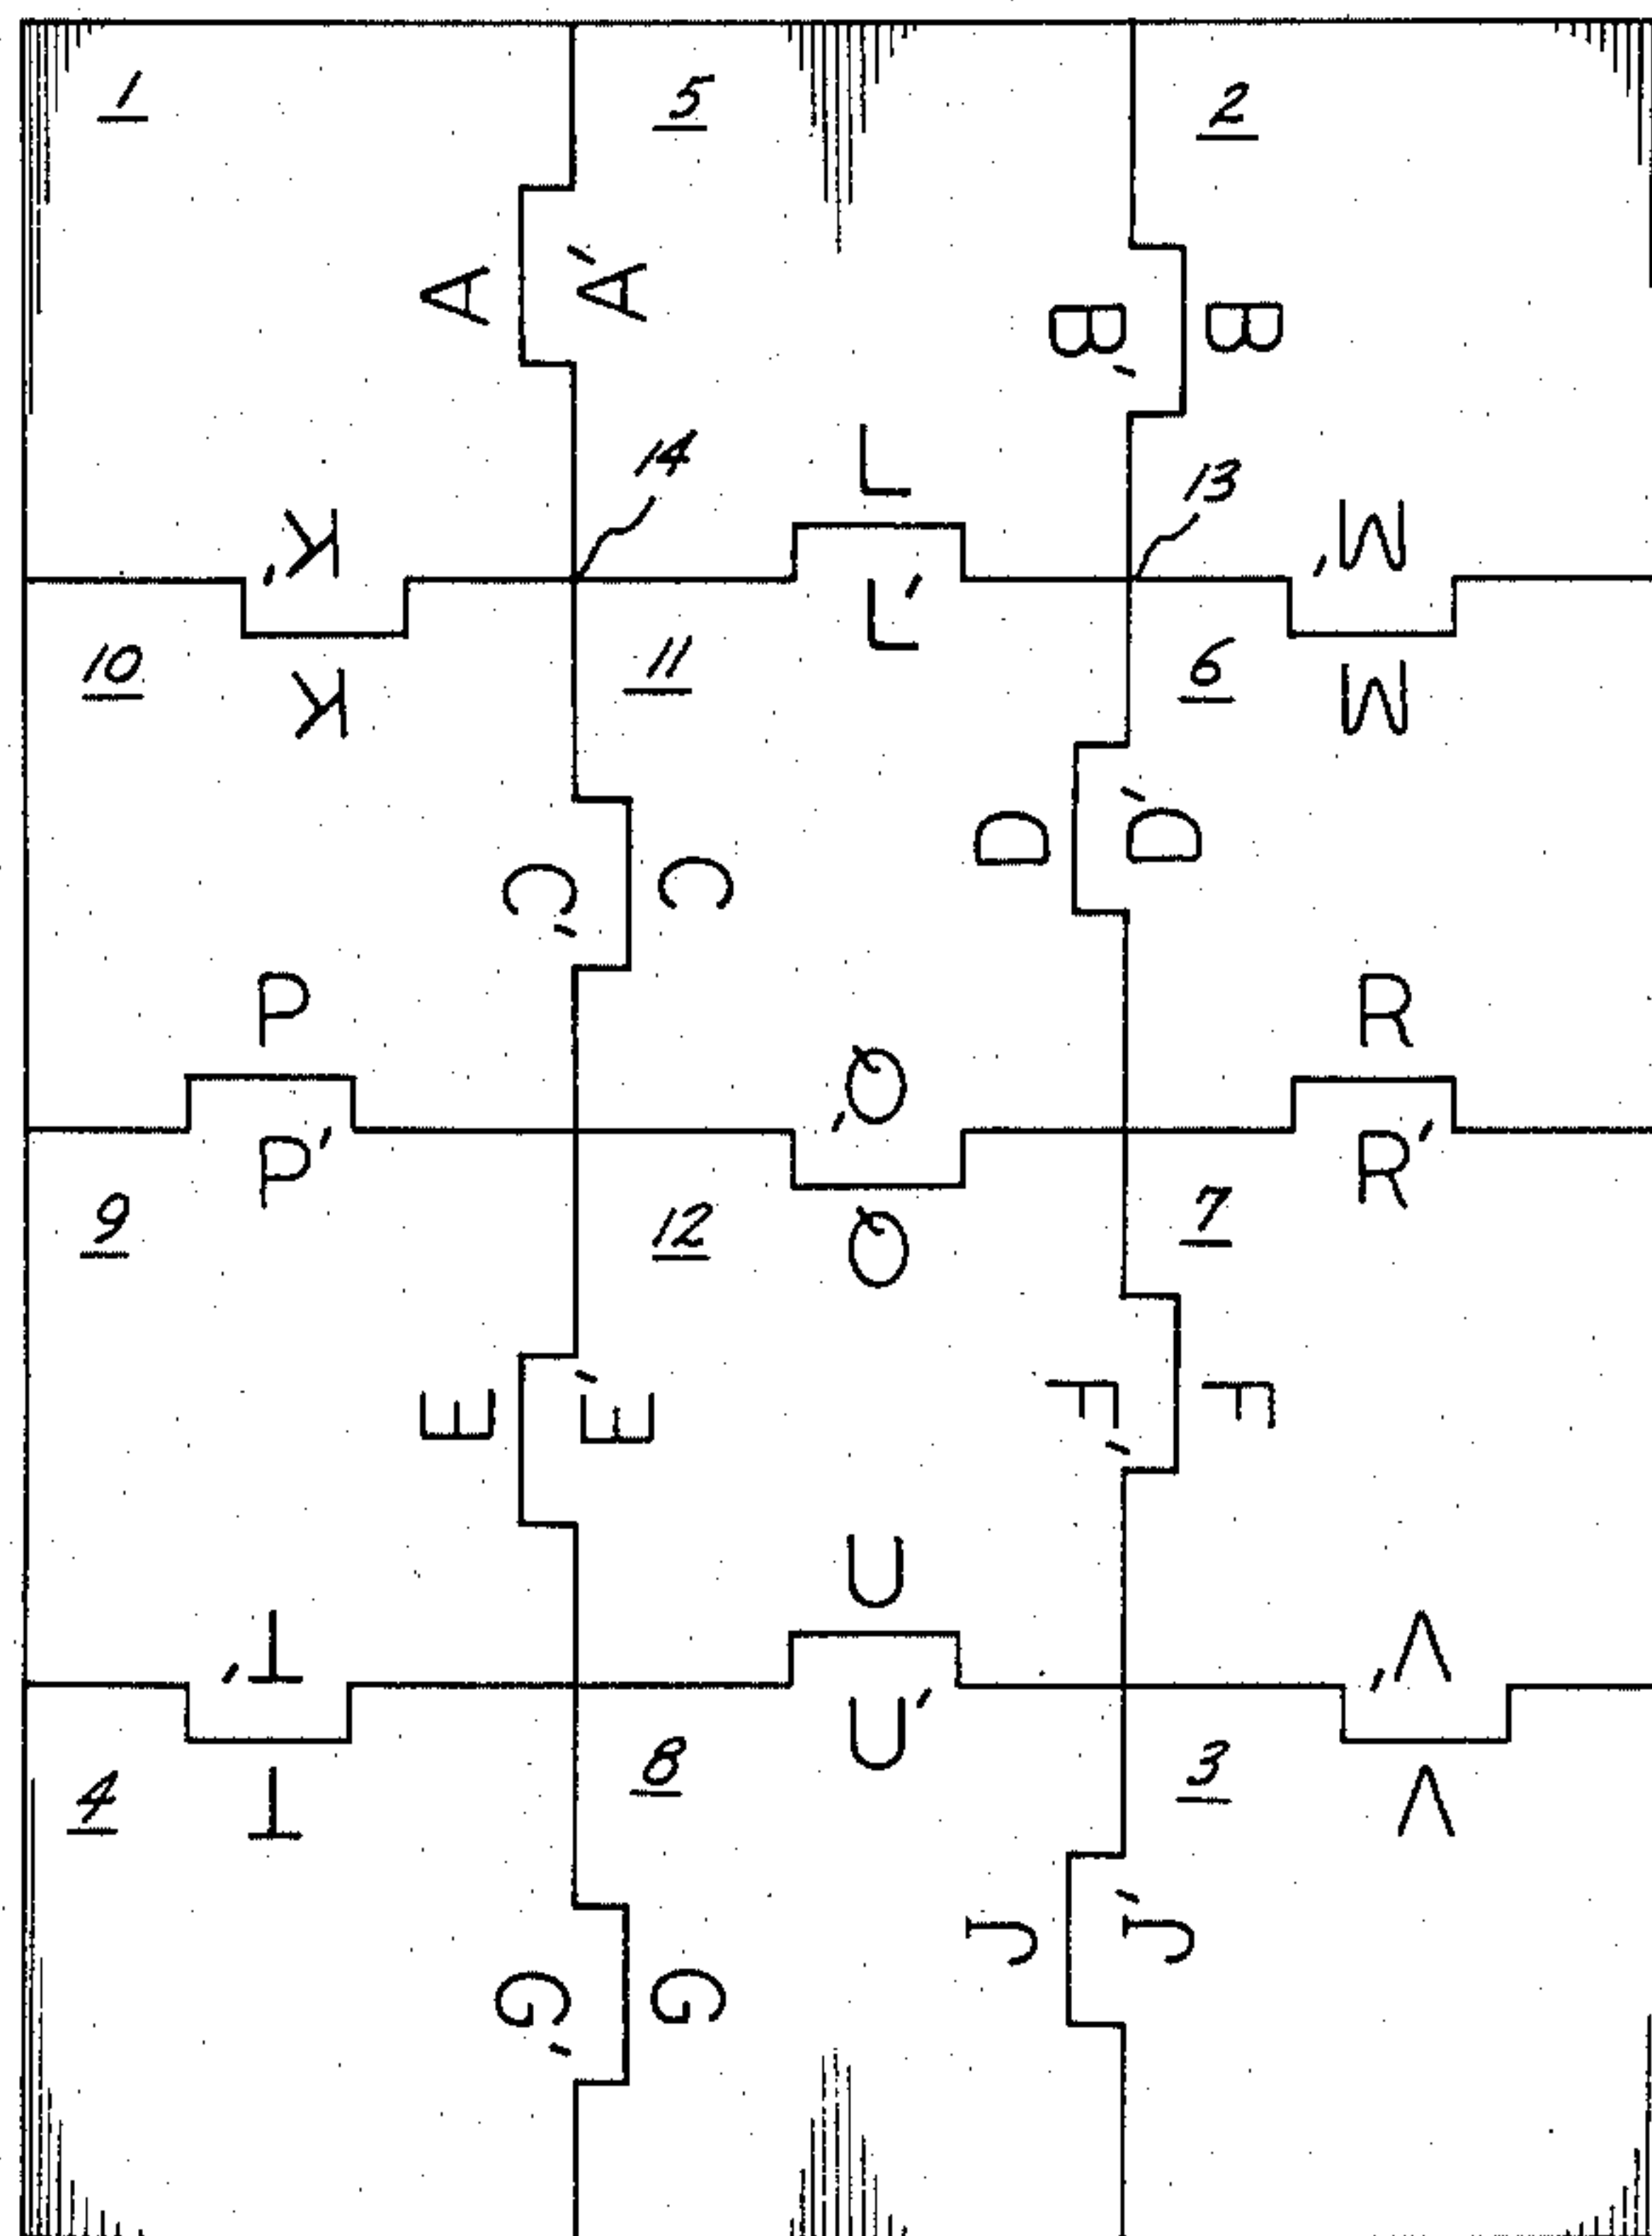 1 5 2
A A' B' B
14 L 13
K' L' M'
10 11 6
K M
D D'
C' C
P R
Q'
P' R'
9 12 7
Q
E E' F' F
U
T' V'
U'
4 8 3
T V
J J'
G' G